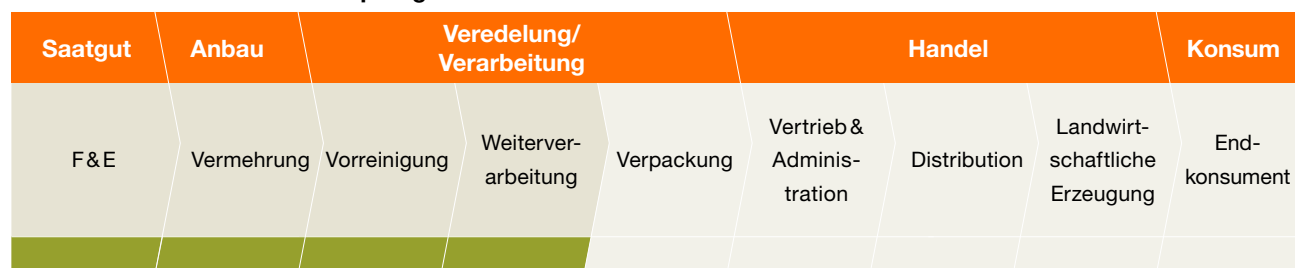 Saatgut
Anbau
Veredelung/
Verarbeitung
Handel
Konsum
F & E
Vermehrung
Vorreinigung
Weiterver-
arbeitung
Verpackung
Vertrieb &
Adminis-
tration
Distribution
Landwirt-
schaftliche
Erzeugung
End-
konsument